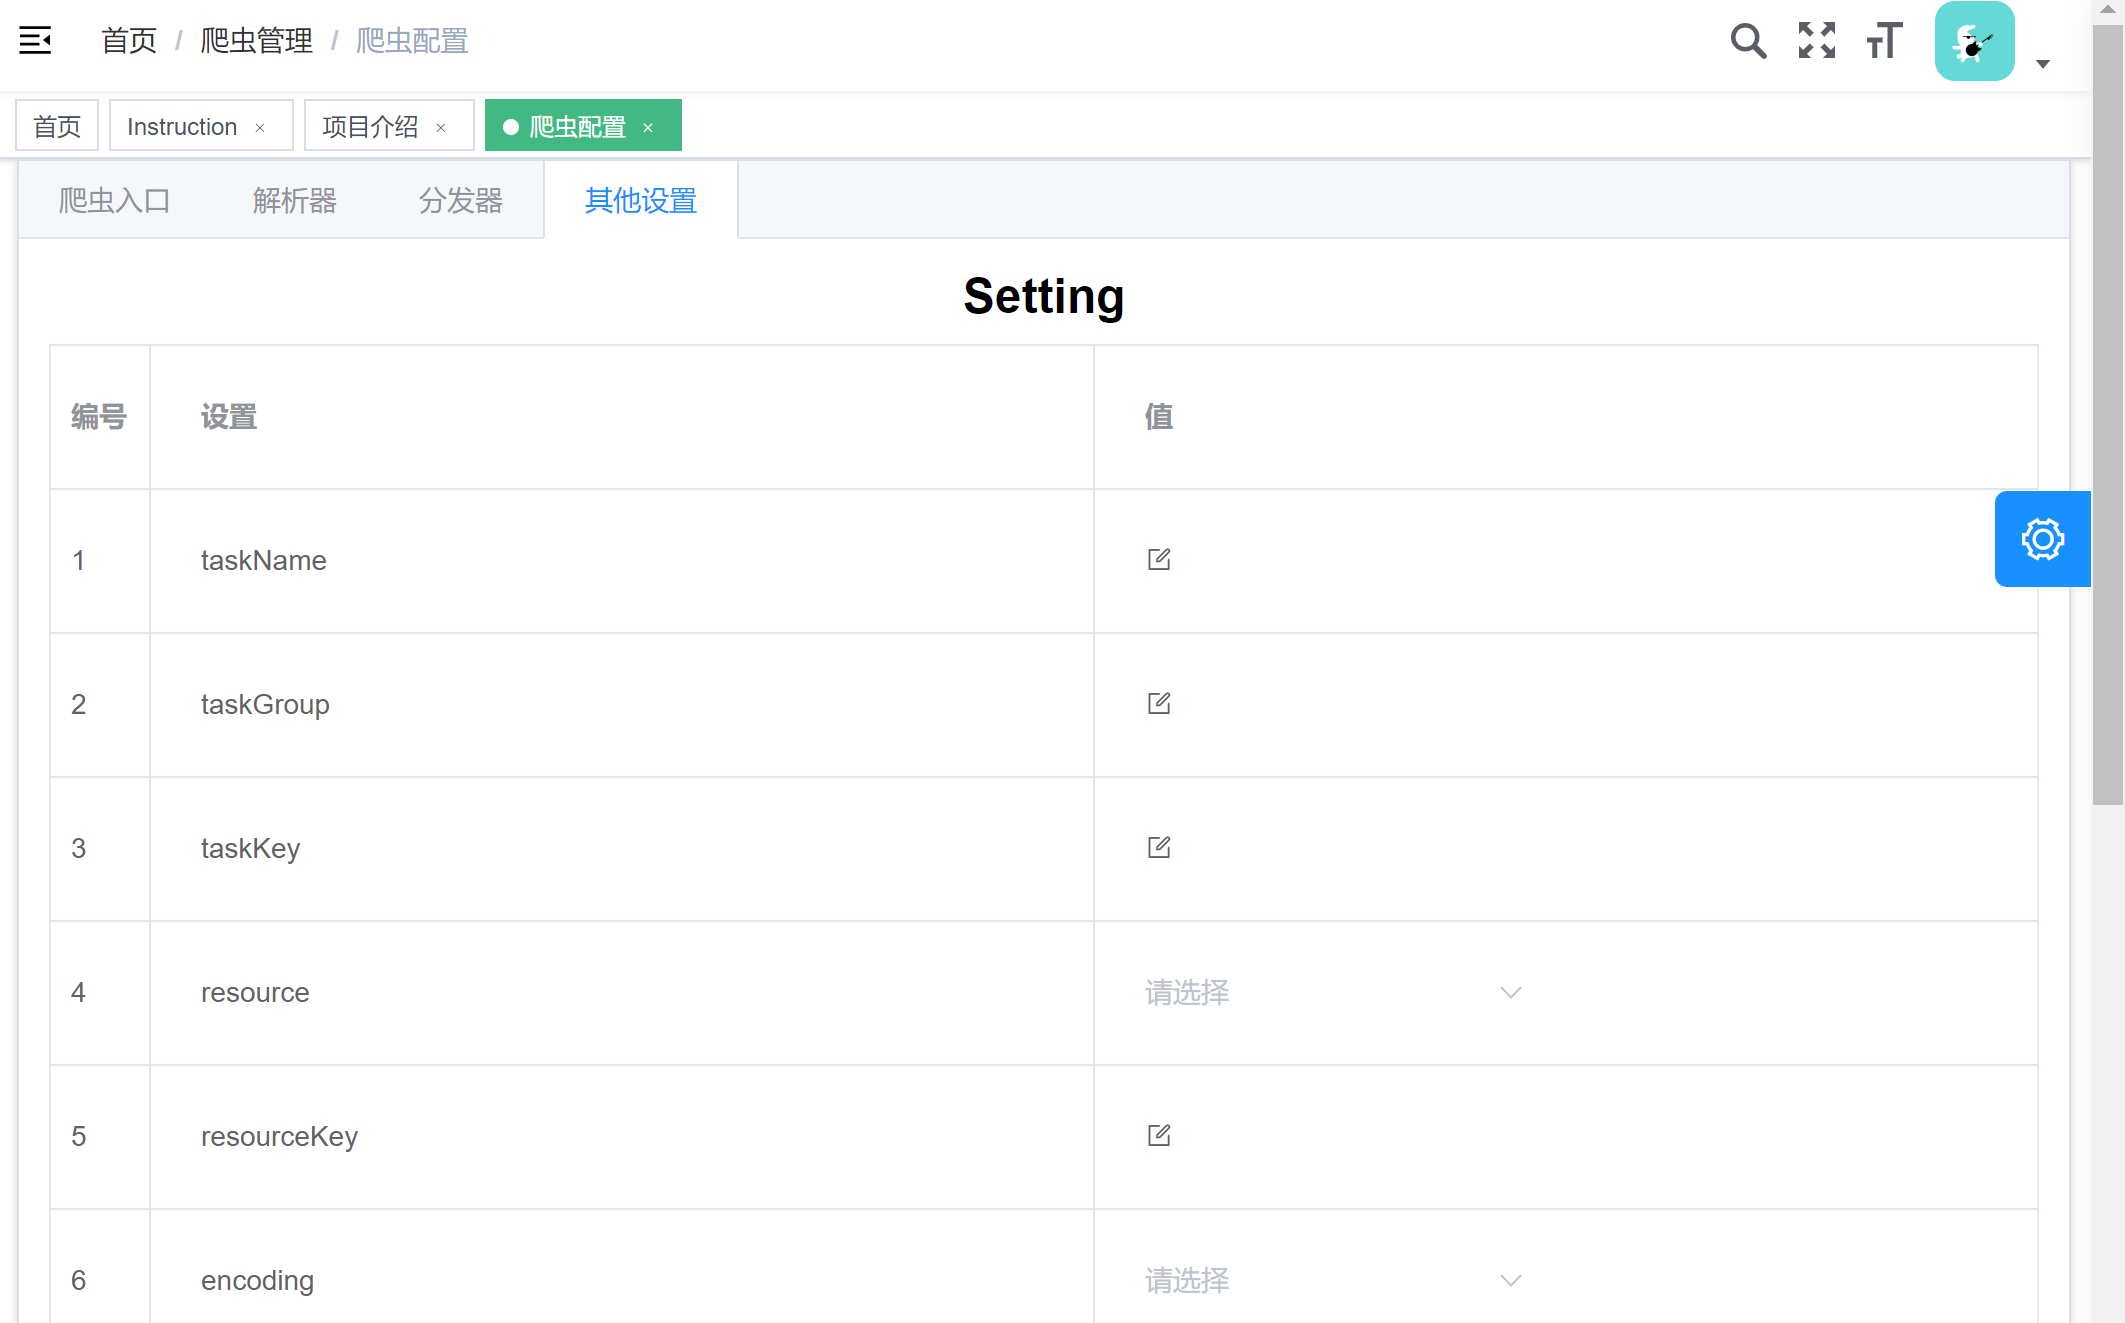 首页 / 爬虫管理 / 爬虫配置
首页 Instruction × 项目介绍 × 爬虫配置 ×
爬虫入口 解析器 分发器 其他设置
Setting
编号 设置 值
1 taskName
2 taskGroup
3 taskKey
4 resource 请选择
5 resourceKey
6 encoding 请选择